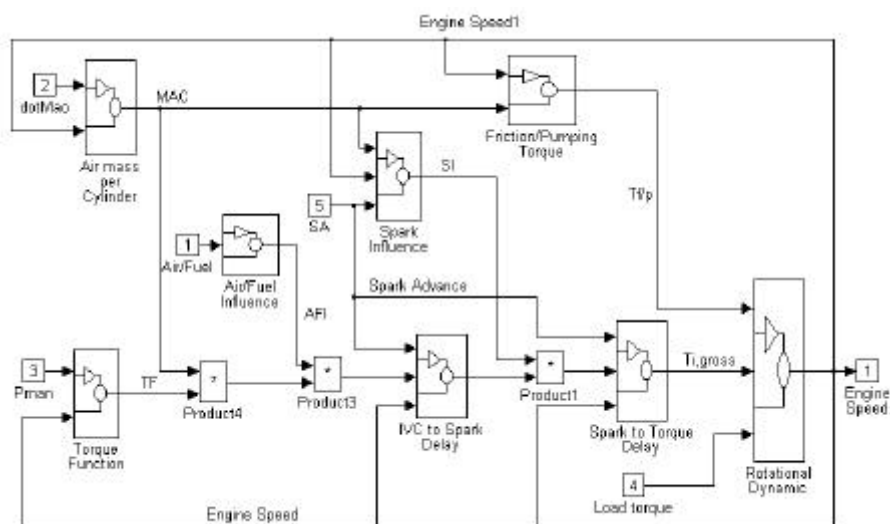 Engine Speed1
2
dotMao
MAC
Air mass
per
Cylinder
Friction/Pumping
Torque
SI
5
SA
Spark
Influence
Tf/p
1
Air/Fuel
Air/Fuel
Influence
AFI
Spark Advance
3
Pman
TF
Torque
Function
*
Product4
*
Product3
IVC to Spark
Delay
*
Product1
Spark to Torque
Delay
Ti,gross
1
Engine
Speed
4
Load torque
Rotational
Dynamic
Engine Speed